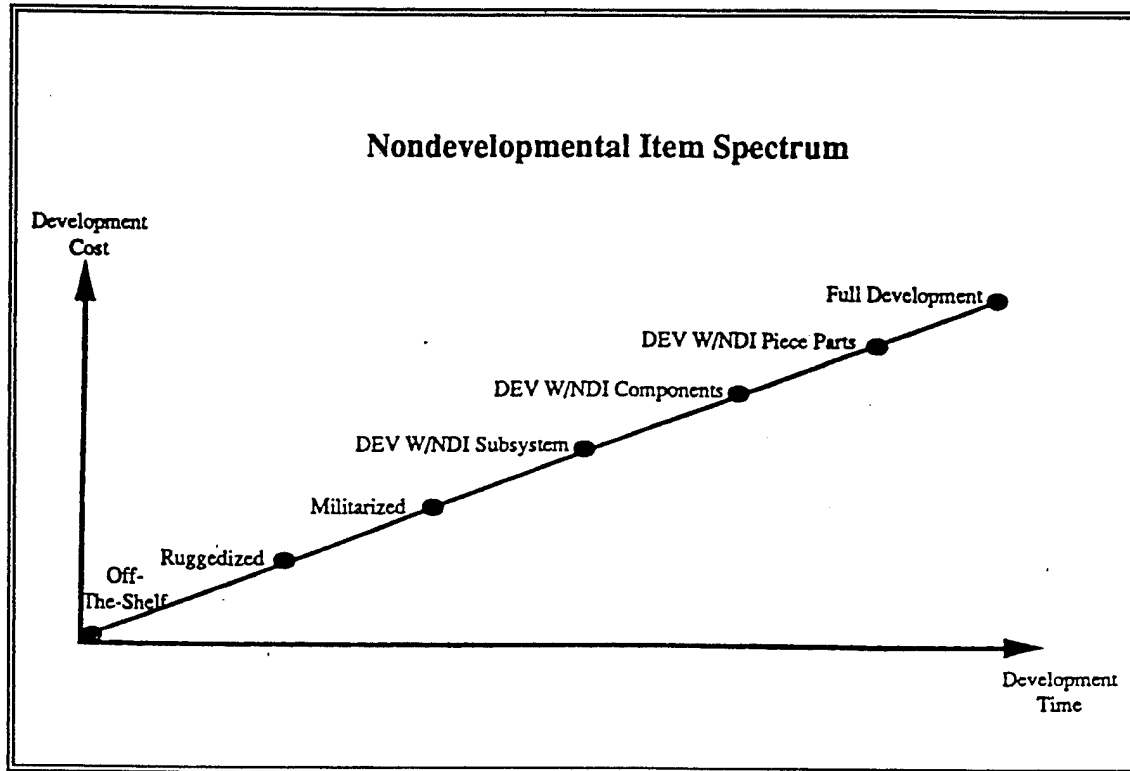 Nondevelopmental Item Spectrum
Development
Cost
Full Development
DEV W/NDI Piece Parts
DEV W/NDI Components
DEV W/NDI Subsystem
Militarized
Ruggedized
Off-
The-Shelf
Development
Time